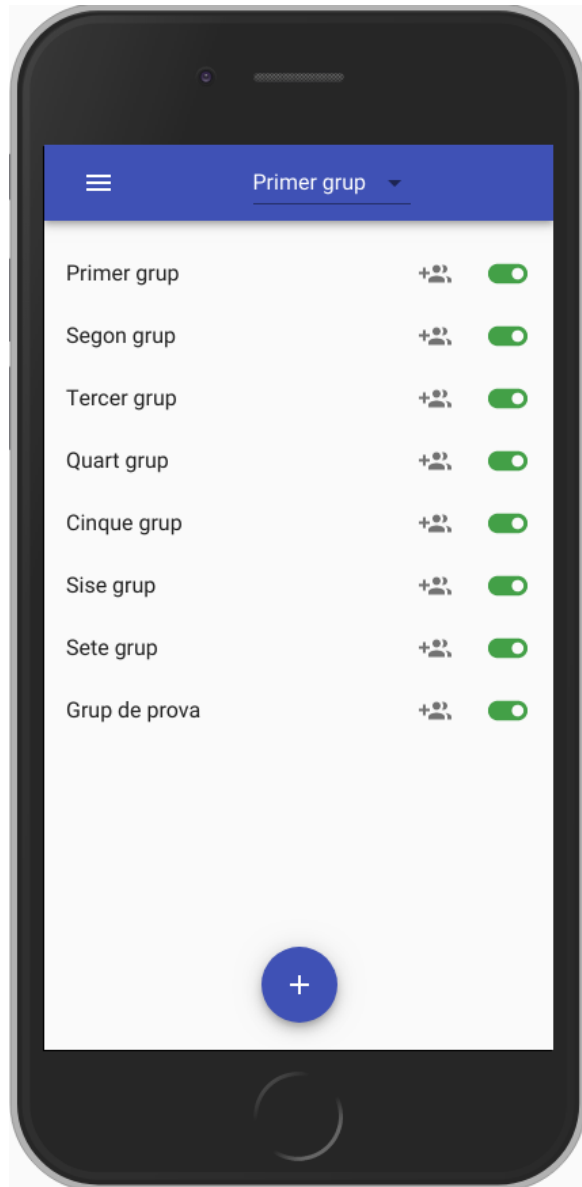 Primer grup
Primer grup
Segon grup
Tercer grup
Quart grup
Cinque grup
Sise grup
Sete grup
Grup de prova